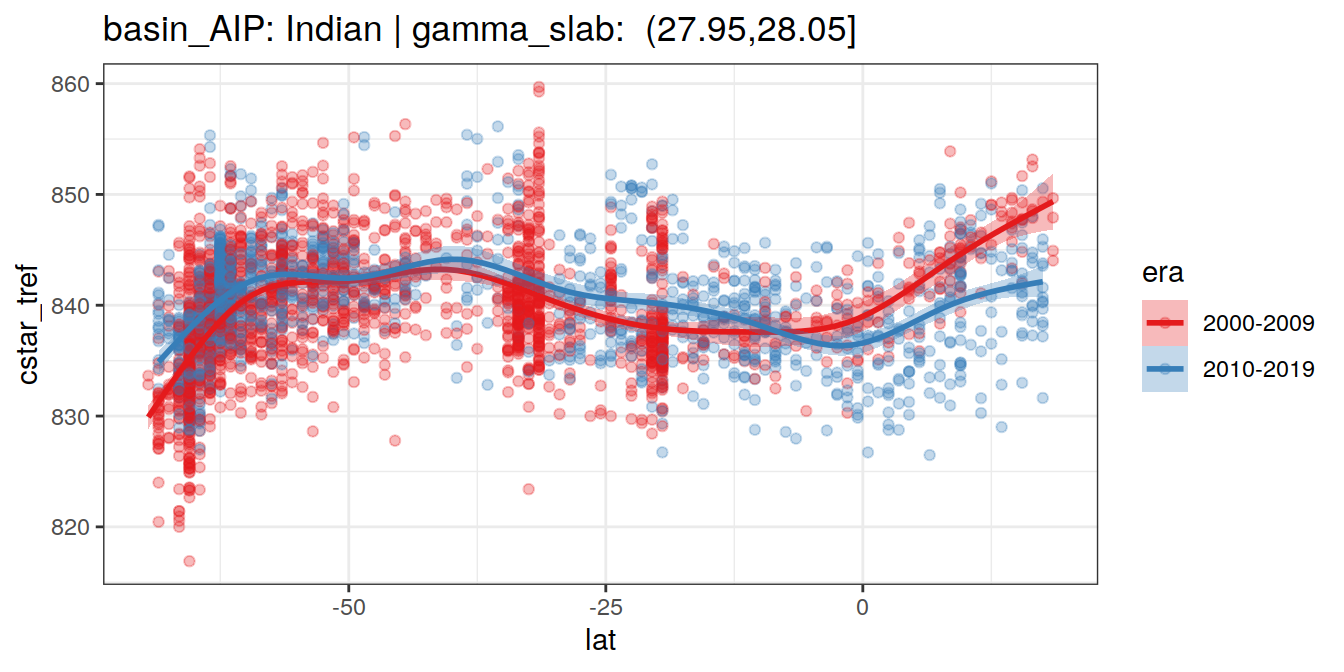 basin_AIP: Indian | gamma_slab:  (27.95,28.05]
860
850
840
830
820
cstar_tref
-50
-25
0
lat
era
2000-2009
2010-2019